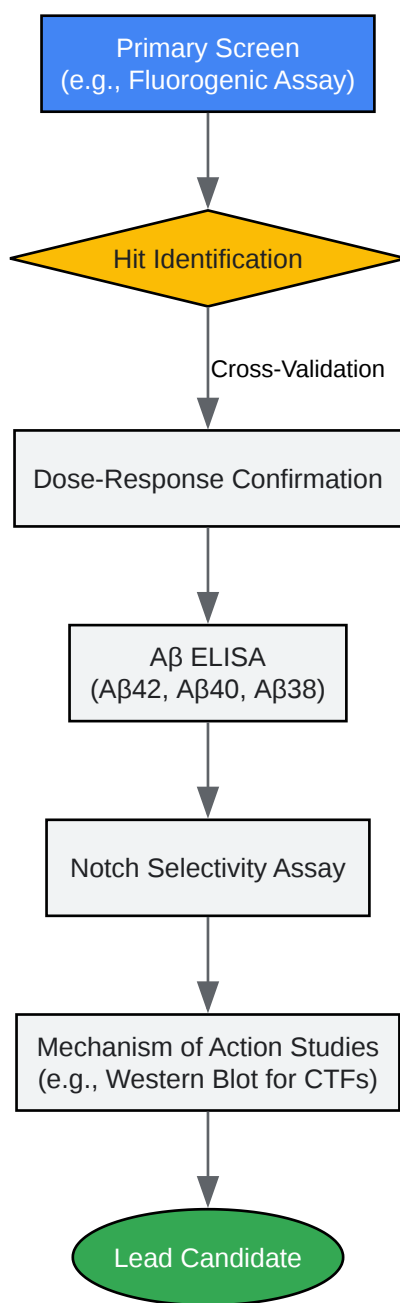 Primary Screen
(e.g., Fluorogenic Assay)
Hit Identification
Cross-Validation
Dose-Response Confirmation
Aβ ELISA
(Aβ42, Aβ40, Aβ38)
Notch Selectivity Assay
Mechanism of Action Studies
(e.g., Western Blot for CTFs)
Lead Candidate